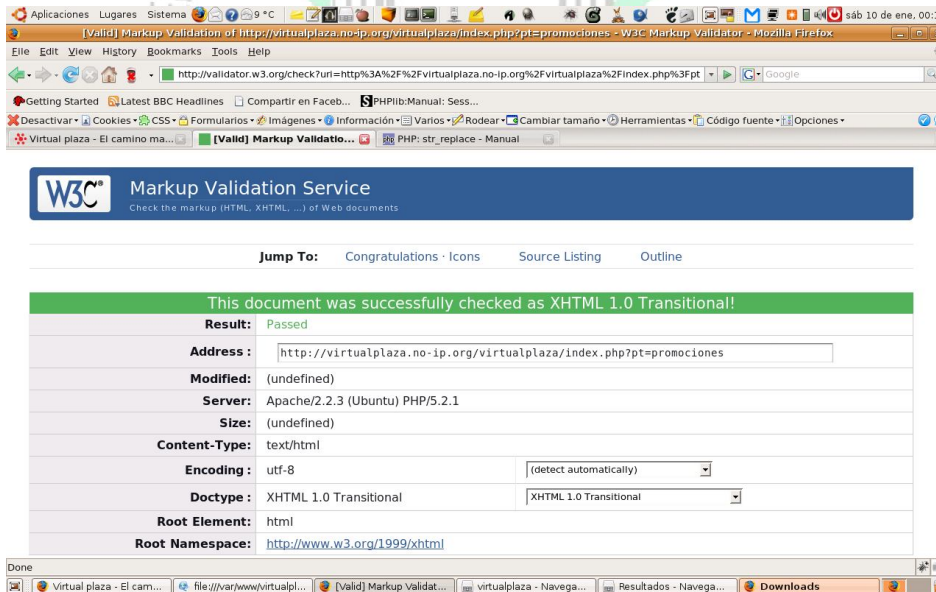 Aplicaciones Lugares Sistema 9 °C sáb 10 de ene, 00:
[Valid] Markup Validation of http://virtualplaza.no-ip.org/virtualplaza/index.php?pt=promociones - W3C Markup Validator - Mozilla Firefox
File Edit View History Bookmarks Tools Help
http://validator.w3.org/check?uri=http%3A%2F%2Fvirtualplaza.no-ip.org%2Fvirtualplaza%2Findex.php%3Fpt Google
Getting Started Latest BBC Headlines Compartir en Faceb... PHPlib:Manual: Sess...
Desactivar Cookies CSS Formularios Imágenes Información Varios Rodear Cambiar tamaño Herramientas Código fuente Opciones
Virtual plaza - El camino ma... [Valid] Markup Validatio... PHP: str_replace - Manual
W3C® Markup Validation Service
Check the markup (HTML, XHTML, ...) of Web documents
Jump To: Congratulations · Icons Source Listing Outline
This document was successfully checked as XHTML 1.0 Transitional!
Result: Passed
Address : http://virtualplaza.no-ip.org/virtualplaza/index.php?pt=promociones
Modified: (undefined)
Server: Apache/2.2.3 (Ubuntu) PHP/5.2.1
Size: (undefined)
Content-Type: text/html
Encoding : utf-8 (detect automatically)
Doctype : XHTML 1.0 Transitional XHTML 1.0 Transitional
Root Element: html
Root Namespace: http://www.w3.org/1999/xhtml
Done
Virtual plaza - El cam... file:///var/www/virtualpl... [Valid] Markup Validat... virtualplaza - Navega... Resultados - Navega... Downloads